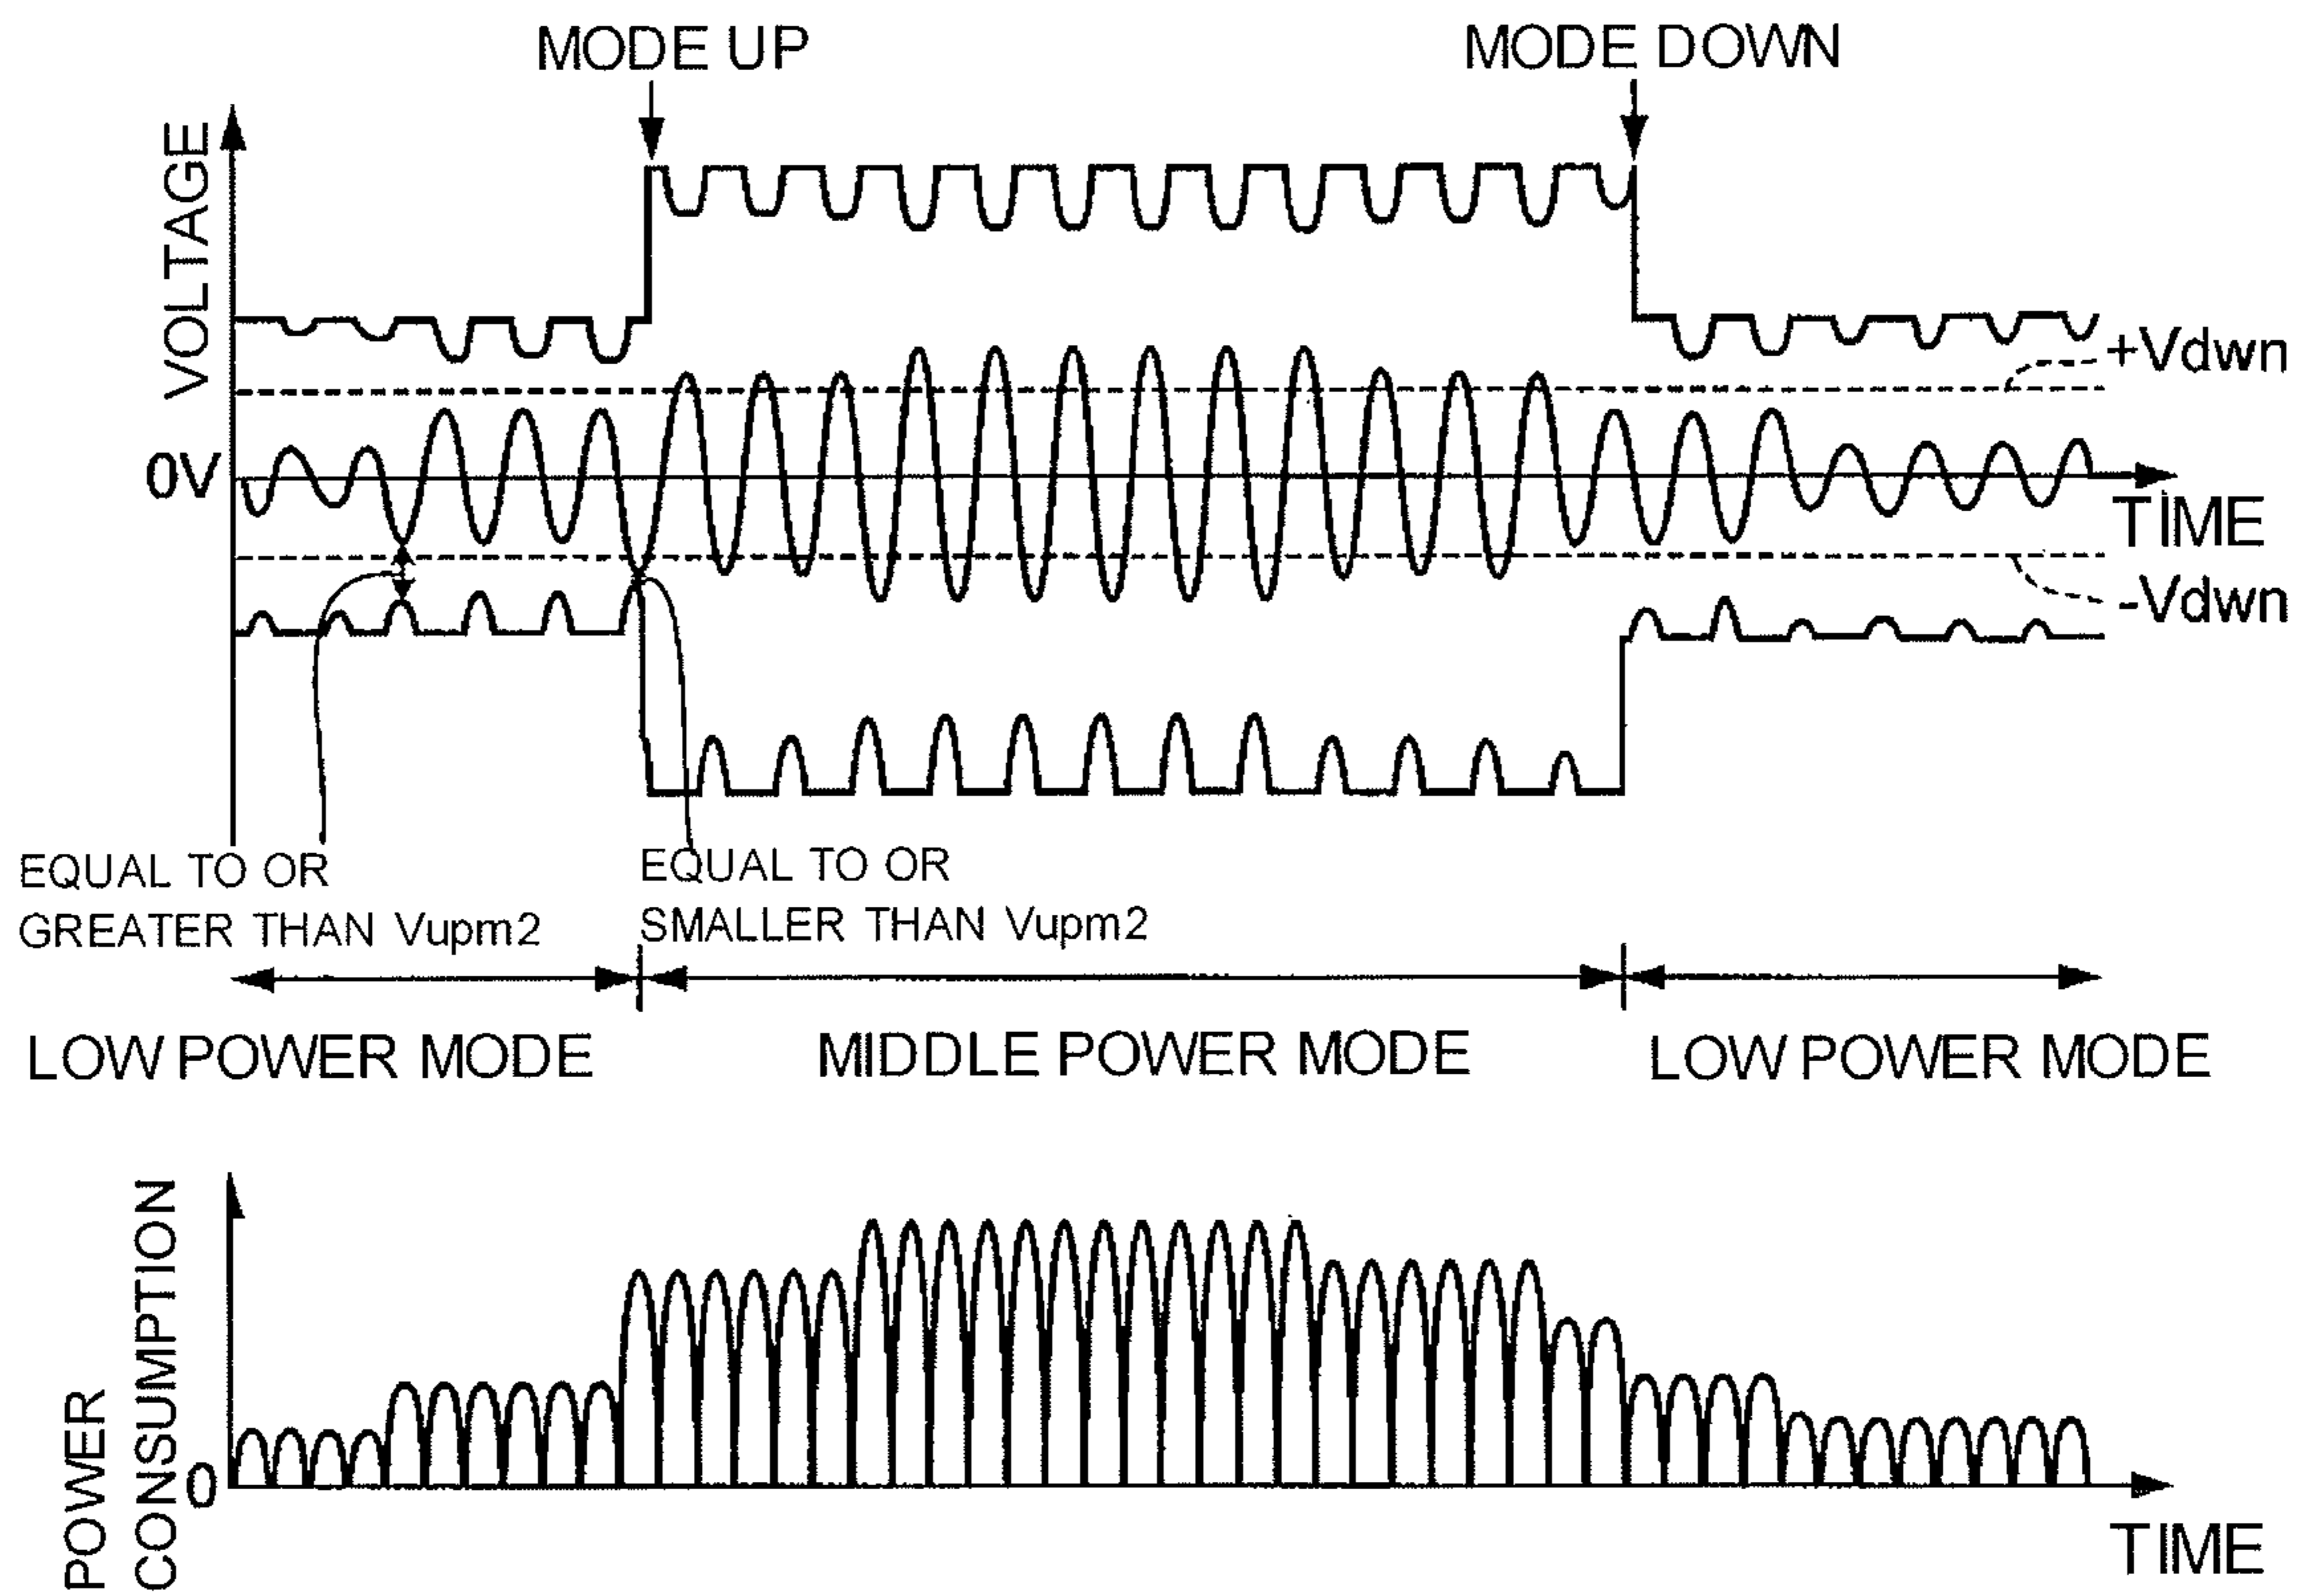 MODE UP
MODE DOWN
VOLTAGE
+Vdwn
0V
TIME
-Vdwn
EQUAL TO OR
GREATER THAN Vupm2
EQUAL TO OR
SMALLER THAN Vupm2
LOW POWER MODE
MIDDLE POWER MODE
LOW POWER MODE
POWER
CONSUMPTION
0
TIME